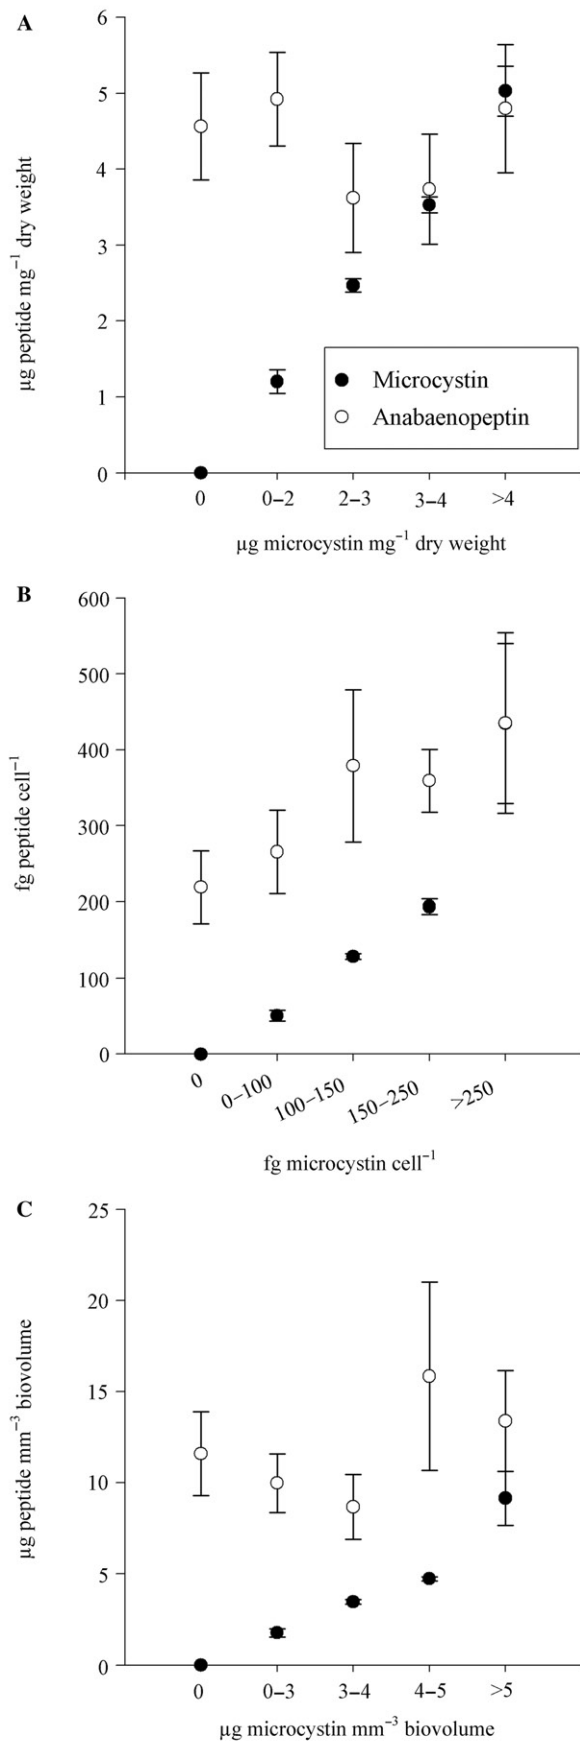 A
6
5
4
3
2
1
0
µg peptide mg⁻¹ dry weight
Microcystin
Anabaenopeptin
0 0–2 2–3 3–4 >4
µg microcystin mg⁻¹ dry weight
B
600
500
400
300
200
100
0
fg peptide cell⁻¹
0 0–100 100–150 150–250 >250
fg microcystin cell⁻¹
C
25
20
15
10
5
0
µg peptide mm⁻³ biovolume
0 0–3 3–4 4–5 >5
µg microcystin mm⁻³ biovolume